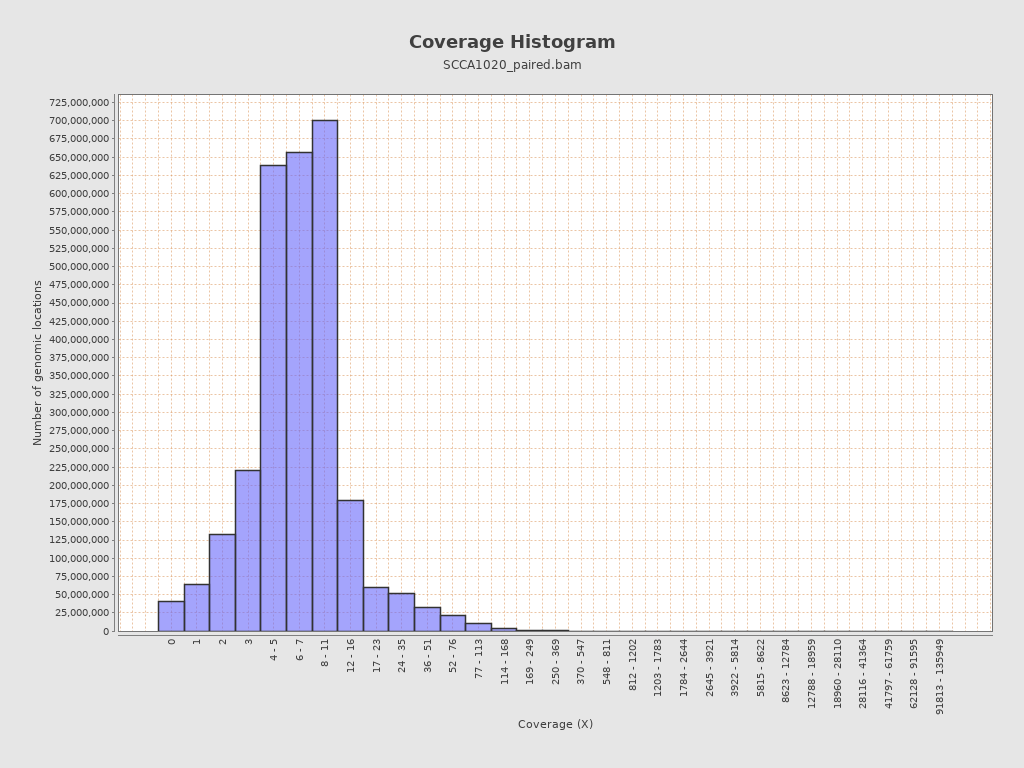 Coverage Histogram
SCCA1020_paired.bam
Number of genomic locations
725,000,000
700,000,000
675,000,000
650,000,000
625,000,000
600,000,000
575,000,000
550,000,000
525,000,000
500,000,000
475,000,000
450,000,000
425,000,000
400,000,000
375,000,000
350,000,000
325,000,000
300,000,000
275,000,000
250,000,000
225,000,000
200,000,000
175,000,000
150,000,000
125,000,000
100,000,000
75,000,000
50,000,000
25,000,000
0
0
1
2
3
4 - 5
6 - 7
8 - 11
12 - 16
17 - 23
24 - 35
36 - 51
52 - 76
77 - 113
114 - 168
169 - 249
250 - 369
370 - 547
548 - 811
812 - 1202
1203 - 1783
1784 - 2644
2645 - 3921
3922 - 5814
5815 - 8622
8623 - 12784
12788 - 18959
18960 - 28110
28116 - 41364
41797 - 61759
62128 - 91595
91813 - 135949
Coverage (X)